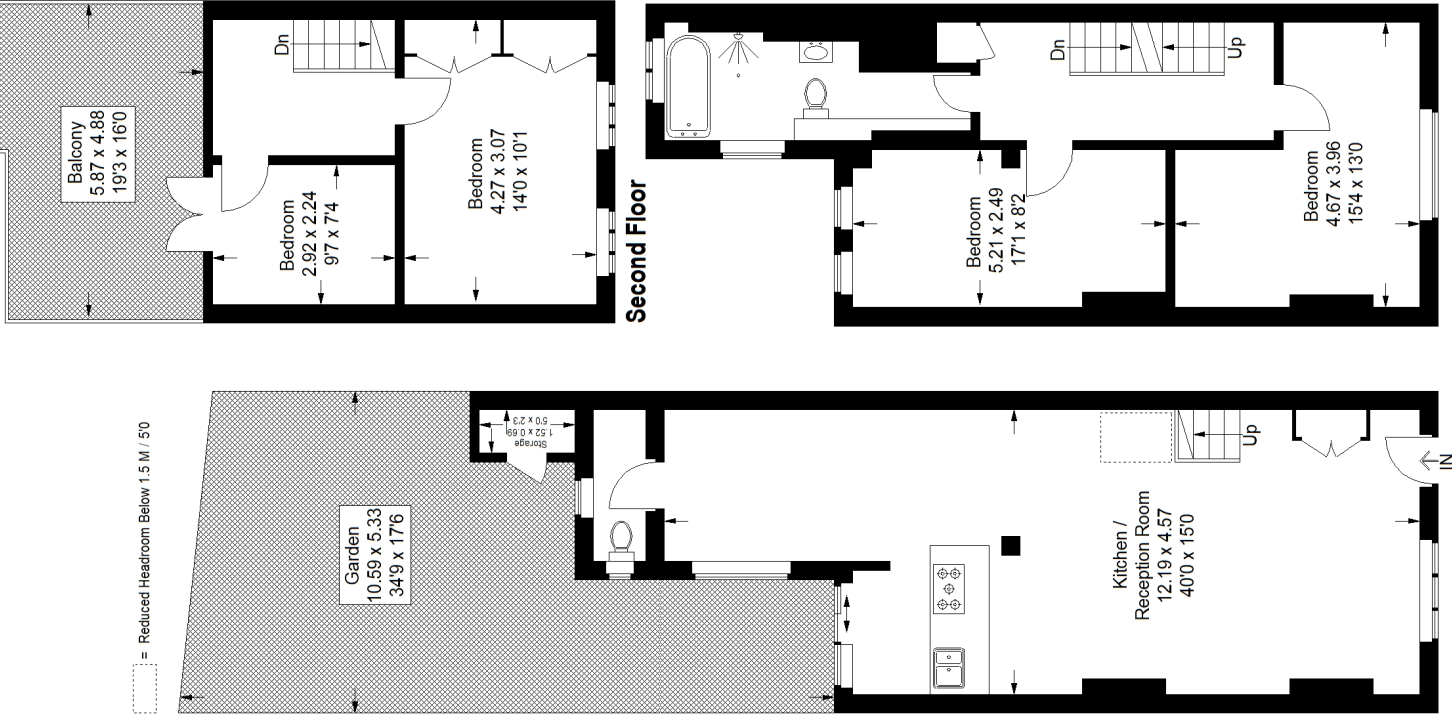 Balcony
5.87 x 4.88
19'3 x 16'0
Dn
Bedroom
2.92 x 2.24
9'7 x 7'4
Bedroom
4.27 x 3.07
14'0 x 10'1
Second Floor
Dn
Up
Bedroom
5.21 x 2.49
17'1 x 8'2
Bedroom
4.67 x 3.96
15'4 x 13'0
= Reduced Headroom Below 1.5 M / 5'0
Garden
10.59 x 5.33
34'9 x 17'6
Storage
1.52 x 0.69
5'0 x 2'3
Kitchen /
Reception Room
12.19 x 4.57
40'0 x 15'0
Up
IN